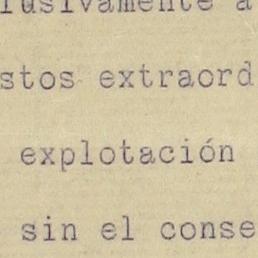 lusivamente a
stos extraord
explotación
sin el conse